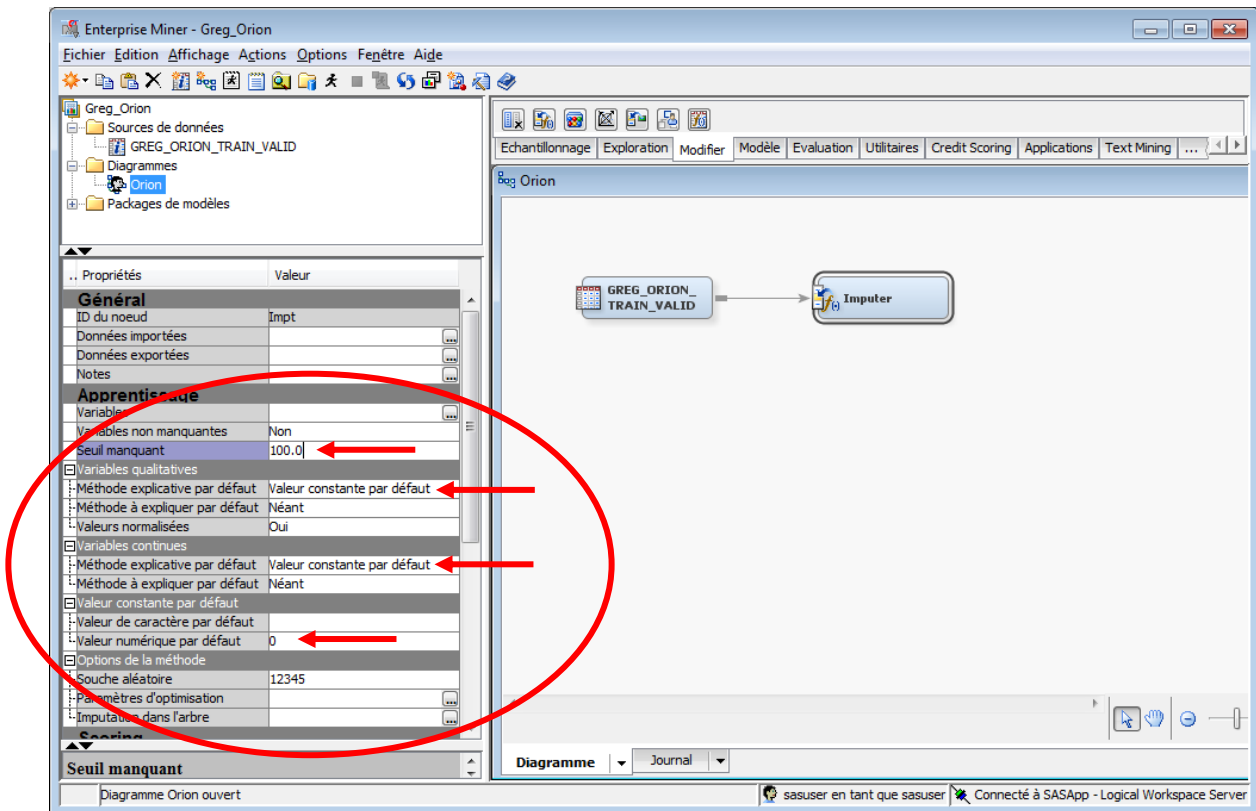 Enterprise Miner - Greg_Orion
Fichier Edition Affichage Actions Options Fenêtre Aide
Greg_Orion
Sources de données
GREG_ORION_TRAIN_VALID
Diagrammes
Orion
Packages de modèles
Echantillonnage Exploration Modifier Modèle Evaluation Utilitaires Credit Scoring Applications Text Mining ...
Orion
GREG_ORION_
TRAIN_VALID
Imputer
.. Propriétés Valeur
Général
ID du noeud Impt
Données importées ...
Données exportées ...
Notes ...
Apprentissage
Variables ...
Variables non manquantes Non
Seuil manquant 100.0
Variables qualitatives
Méthode explicative par défaut Valeur constante par défaut
Méthode à expliquer par défaut Néant
Valeurs normalisées Oui
Variables continues
Méthode explicative par défaut Valeur constante par défaut
Méthode à expliquer par défaut Néant
Valeur constante par défaut
Valeur de caractère par défaut
Valeur numérique par défaut 0
Options de la méthode
Souche aléatoire 12345
Paramètres d'optimisation ...
Imputation dans l'arbre ...
Scoring
Seuil manquant
Diagramme Journal
Diagramme Orion ouvert
sasuser en tant que sasuser Connecté à SASApp - Logical Workspace Server